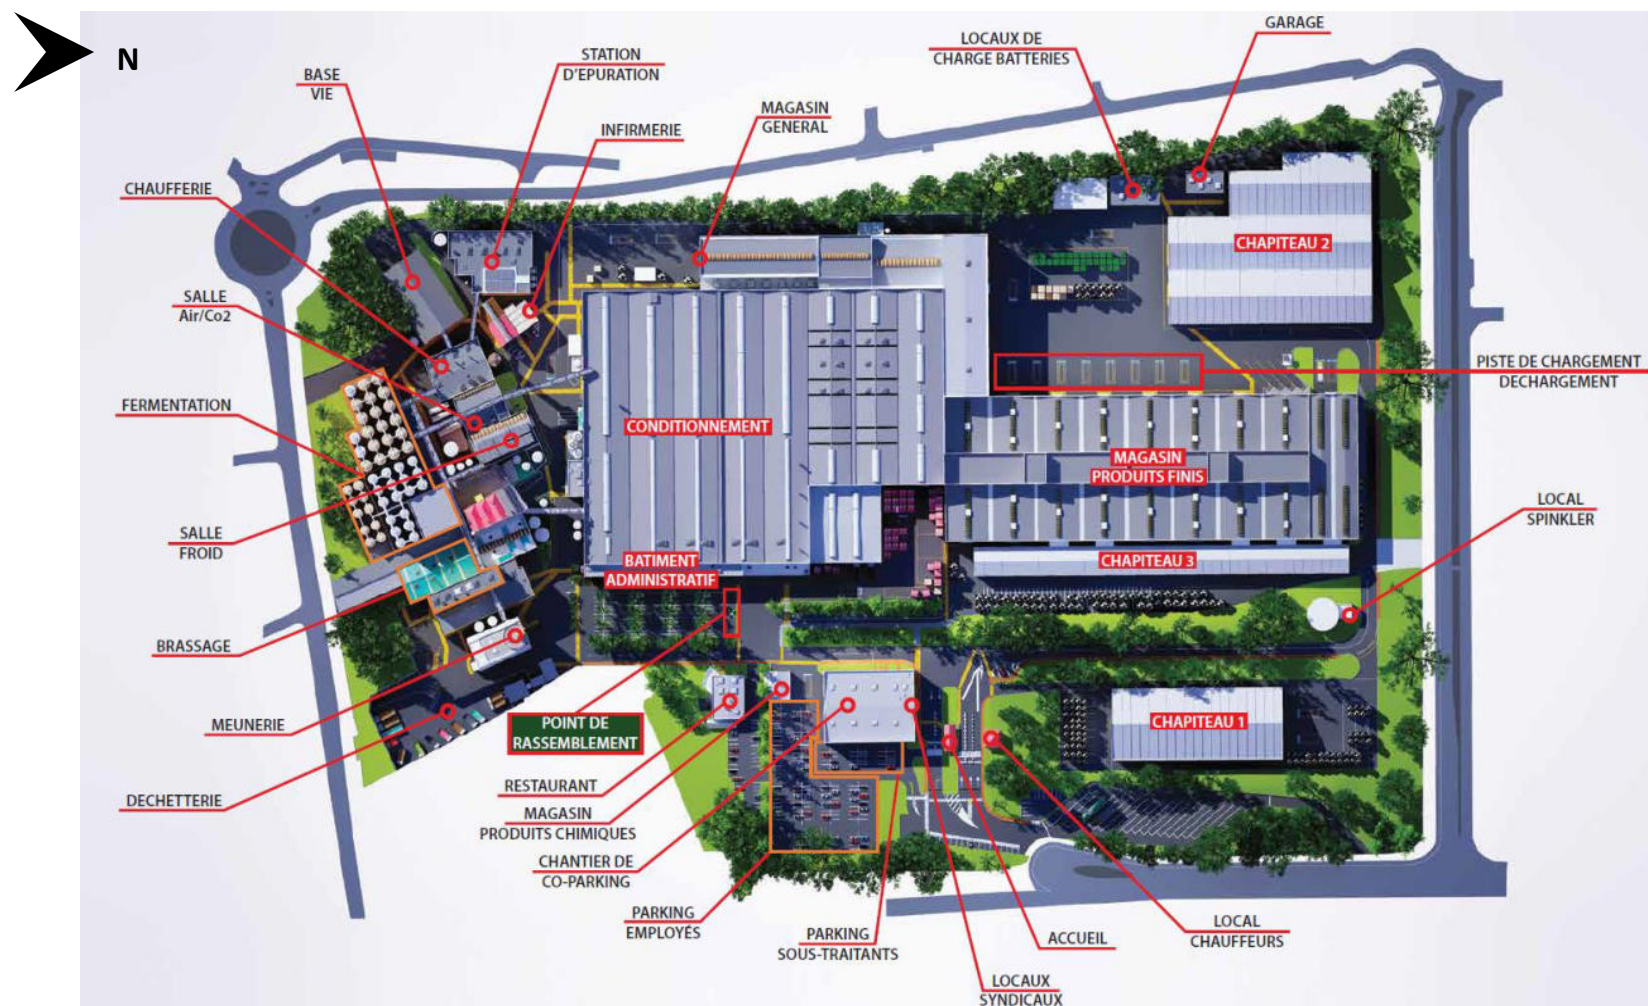 N
GARAGE
LOCAUX DE
CHARGE BATTERIES
STATION
D'EPURATION
BASE
VIE
MAGASIN
GENERAL
INFIRMERIE
CHAUFFERIE
CHAPITEAU 2
SALLE
Air/Co2
PISTE DE CHARGEMENT
DECHARGEMENT
FERMENTATION
CONDITIONNEMENT
MAGASIN
PRODUITS FINIS
LOCAL
SPINKLER
SALLE
FROID
BATIMENT
ADMINISTRATIF
CHAPITEAU 3
BRASSAGE
MEUNERIE
POINT DE
RASSEMBLEMENT
CHAPITEAU 1
DECHETTERIE
RESTAURANT
MAGASIN
PRODUITS CHIMIQUES
CHANTIER DE
CO-PARKING
PARKING
EMPLOYÉS
PARKING
SOUS-TRAITANTS
ACCUEIL
LOCAL
CHAUFFEURS
LOCAUX
SYNDICAUX